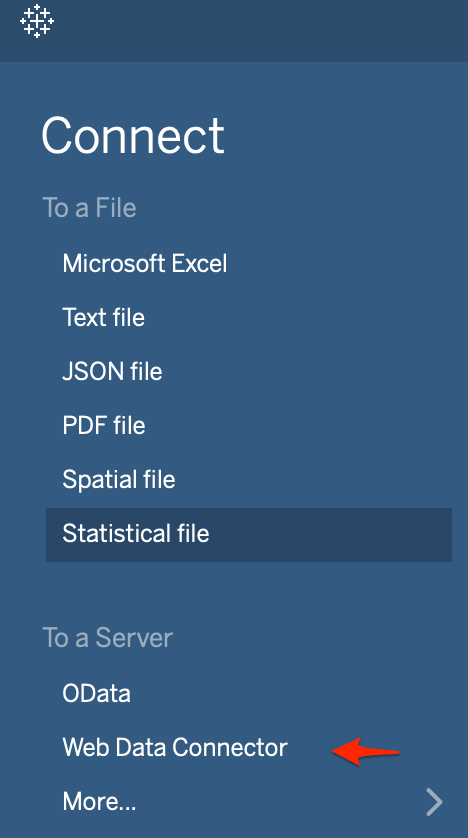 Connect
To a File
Microsoft Excel
Text file
JSON file
PDF file
Spatial file
Statistical file
To a Server
OData
Web Data Connector
More...